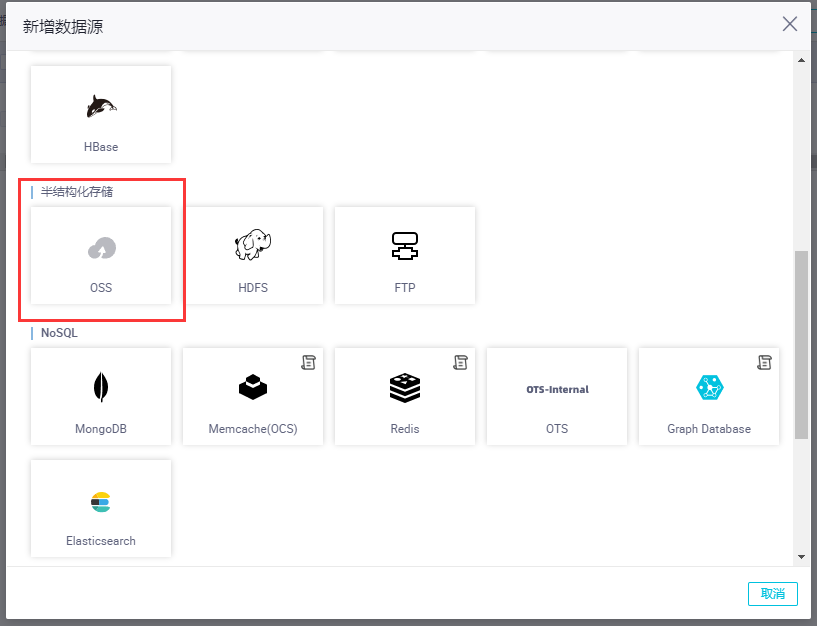 新增数据源
HBase
半结构化存储
OSS
HDFS
FTP
NoSQL
MongoDB
Memcache(OCS)
Redis
OTS-Internal
OTS
Graph Database
Elasticsearch
取消